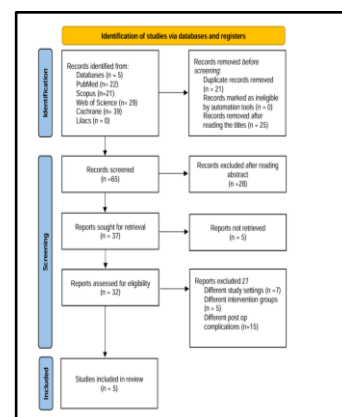 Identification of studies via databases and registers
Identification
Records identified from:
Databases (n = 5)
PubMed (n= 22)
Scopus (n=21)
Web of Science (n = 29)
Cochrane (n = 39)
Lilacs (n = 0)
Records removed before
screening:
Duplicate records removed
(n = 21)
Records marked as ineligible
by automation tools (n = 0)
Records removed after
reading the titles (n = 25)
Screening
Records screened
(n =65)
Records excluded after reading
abstract
(n =28)
Reports sought for retrieval
(n = 37)
Reports not retrieved
(n = 5)
Reports assessed for eligibility
(n = 32)
Reports excluded 27
Different study settings (n =7)
Different intervention groups
(n = 5)
Different post op
complications (n=15)
Included
Studies included in review
(n = 5)